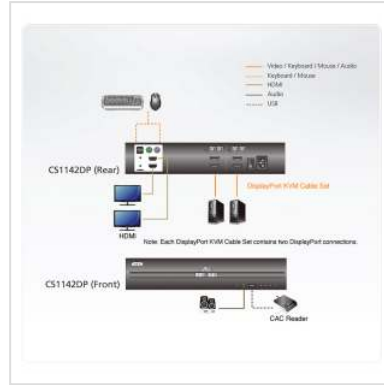 Video / Keyboard / Mouse / Audio
Keyboard / Mouse
HDMI
Audio
USB
CS1142DP (Rear)
DisplayPort KVM Cable Set
HDMI
Note: Each DisplayPort KVM Cable Set contains two DisplayPort connections.
CS1142DP (Front)
CAC Reader